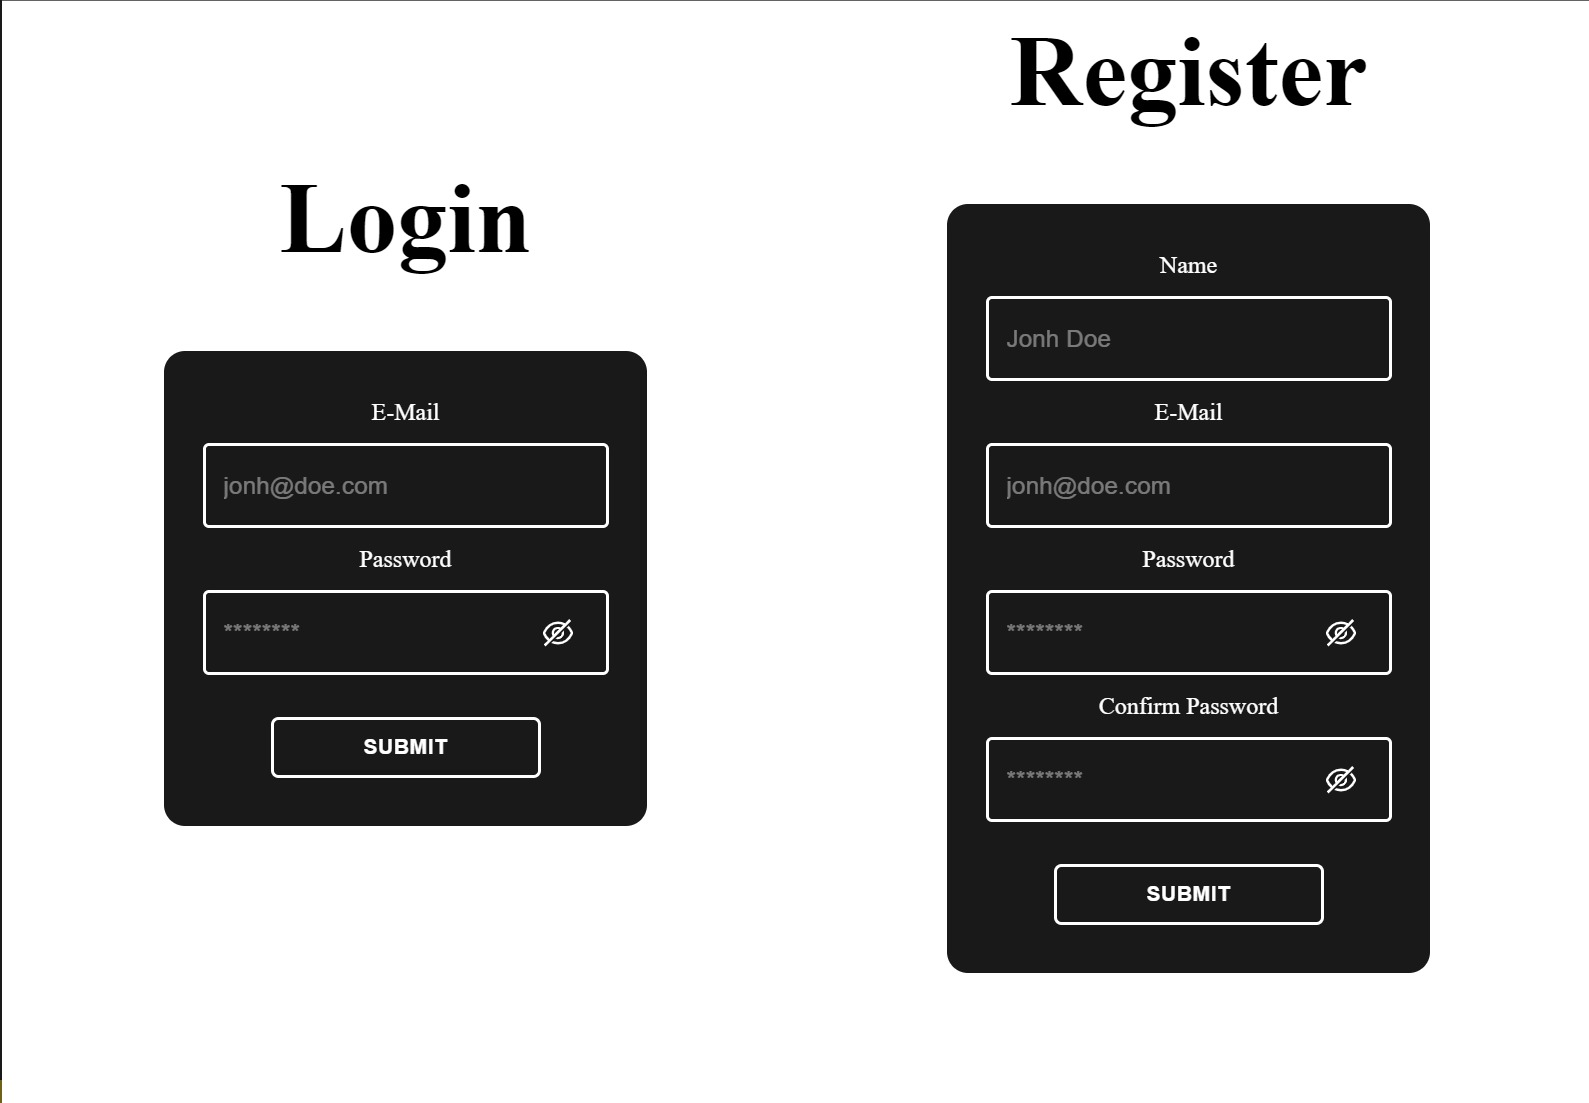 Login
E-Mail
jonh@doe.com
Password
********
SUBMIT
Register
Name
Jonh Doe
E-Mail
jonh@doe.com
Password
********
Confirm Password
********
SUBMIT